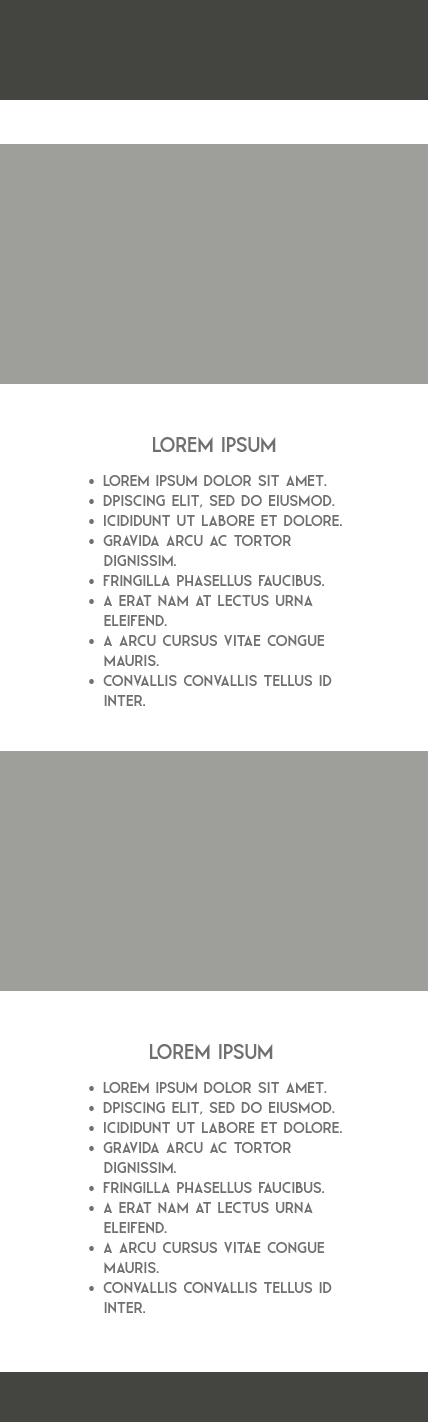 LOREM IPSUM
• LOREM IPSUM DOLOR SIT AMET.
• DPISCING ELIT, SED DO EIUSMOD.
• ICIDIDUNT UT LABORE ET DOLORE.
• GRAVIDA ARCU AC TORTOR
DIGNISSIM.
• FRINGILLA PHASELLUS FAUCIBUS.
• A ERAT NAM AT LECTUS URNA
ELEIFEND.
• A ARCU CURSUS VITAE CONGUE
MAURIS.
• CONVALLIS CONVALLIS TELLUS ID
INTER.
LOREM IPSUM
• LOREM IPSUM DOLOR SIT AMET.
• DPISCING ELIT, SED DO EIUSMOD.
• ICIDIDUNT UT LABORE ET DOLORE.
• GRAVIDA ARCU AC TORTOR
DIGNISSIM.
• FRINGILLA PHASELLUS FAUCIBUS.
• A ERAT NAM AT LECTUS URNA
ELEIFEND.
• A ARCU CURSUS VITAE CONGUE
MAURIS.
• CONVALLIS CONVALLIS TELLUS ID
INTER.